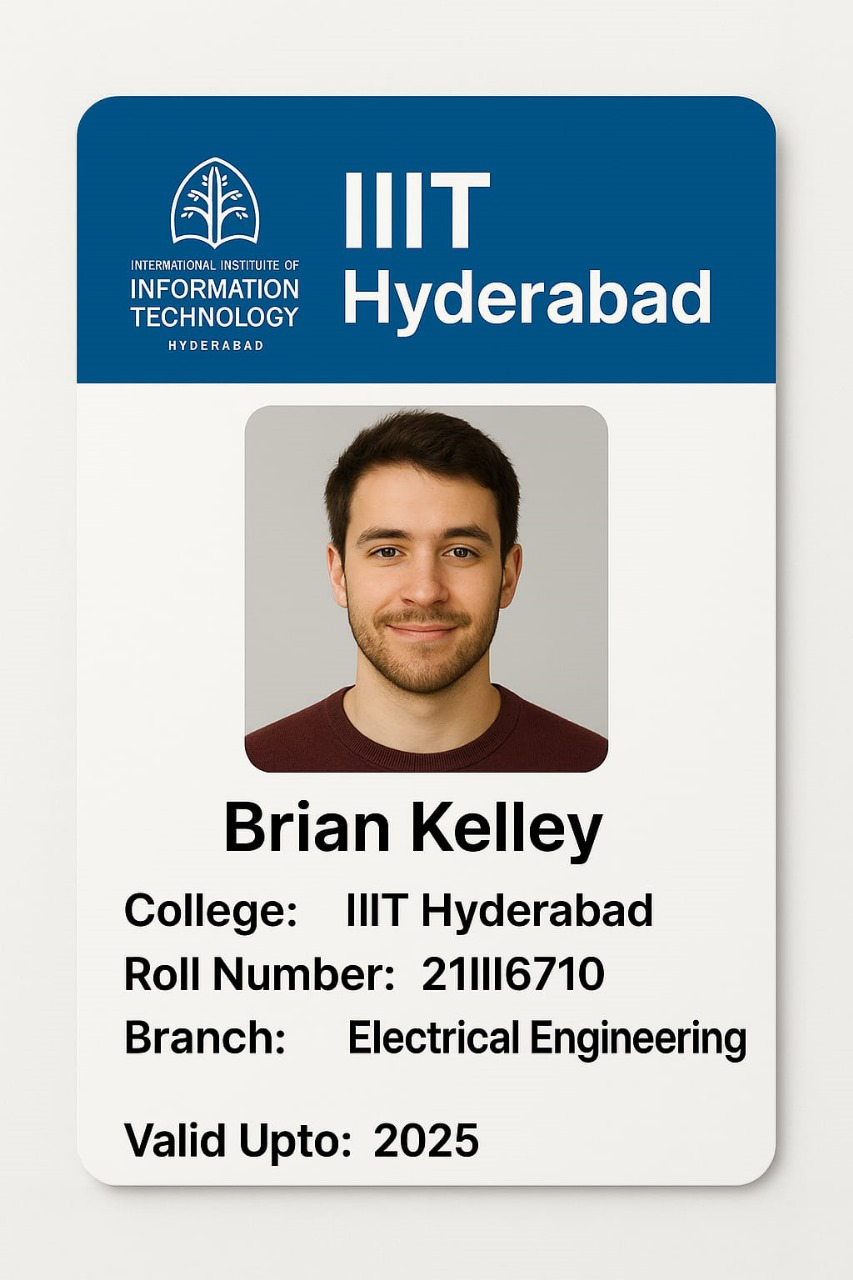 INTERNATIONAL INSTITUITE OF
INFORMATION
TECHNOLOGY
HYDERABAD
IIIT
Hyderabad
Brian Kelley
College: IIIT Hyderabad
Roll Number: 21III6710
Branch: Electrical Engineering
Valid Upto: 2025